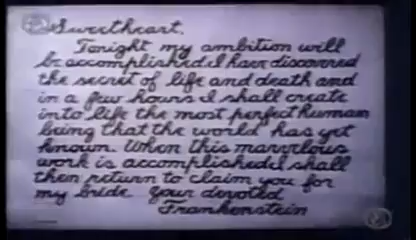 Sweetheart.
Tonight my ambition will
be accomplished. I have discovered
the secret of life and death and
in a few hours I shall create
into life the most perfect human
being that the world has yet
known. When this marvelous
work is accomplished I shall
then return to claim you for
my bride. Your devoted
Frankenstein